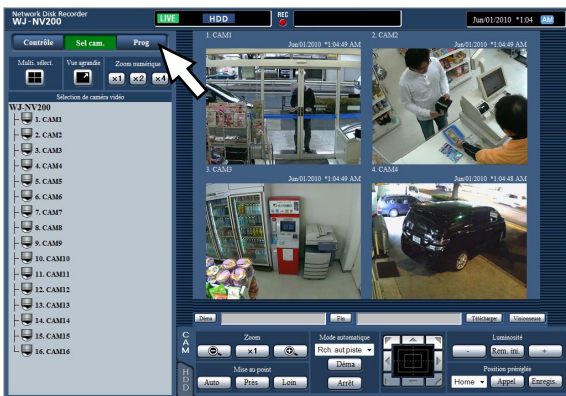 Network Disk Recorder
WJ-NV200
LIVE
HDD
REC
Jun/01/2010 *1:04 AM
Contrôle
Sel cam.
Prog
Multi. sélect.
Vue agrandie
Zoom numérique
×1
×2
×4
Sélection de caméra vidéo
WJ-NV200
1. CAM1
2. CAM2
3. CAM3
4. CAM4
5. CAM5
6. CAM6
7. CAM7
8. CAM8
9. CAM9
10. CAM10
11. CAM11
12. CAM12
13. CAM13
14. CAM14
15. CAM15
16. CAM16
1. CAM1
Jun/01/2010 *1:04:49 AM
2. CAM2
Jun/01/2010 *1:04:49 AM
3. CAM3
Jun/01/2010 *1:04:49 AM
4. CAM4
Jun/01/2010 *1:04:48 AM
Déma
Fin
Télécharger
Visionneuse
CAM
HDD
Zoom
×1
Mise au point
Auto
Près
Loin
Mode automatique
Rch. aut piste
Déma
Arrêt
Luminosité
-
Rem. ini.
+
Position préréglée
Home
Appel
Enregis.